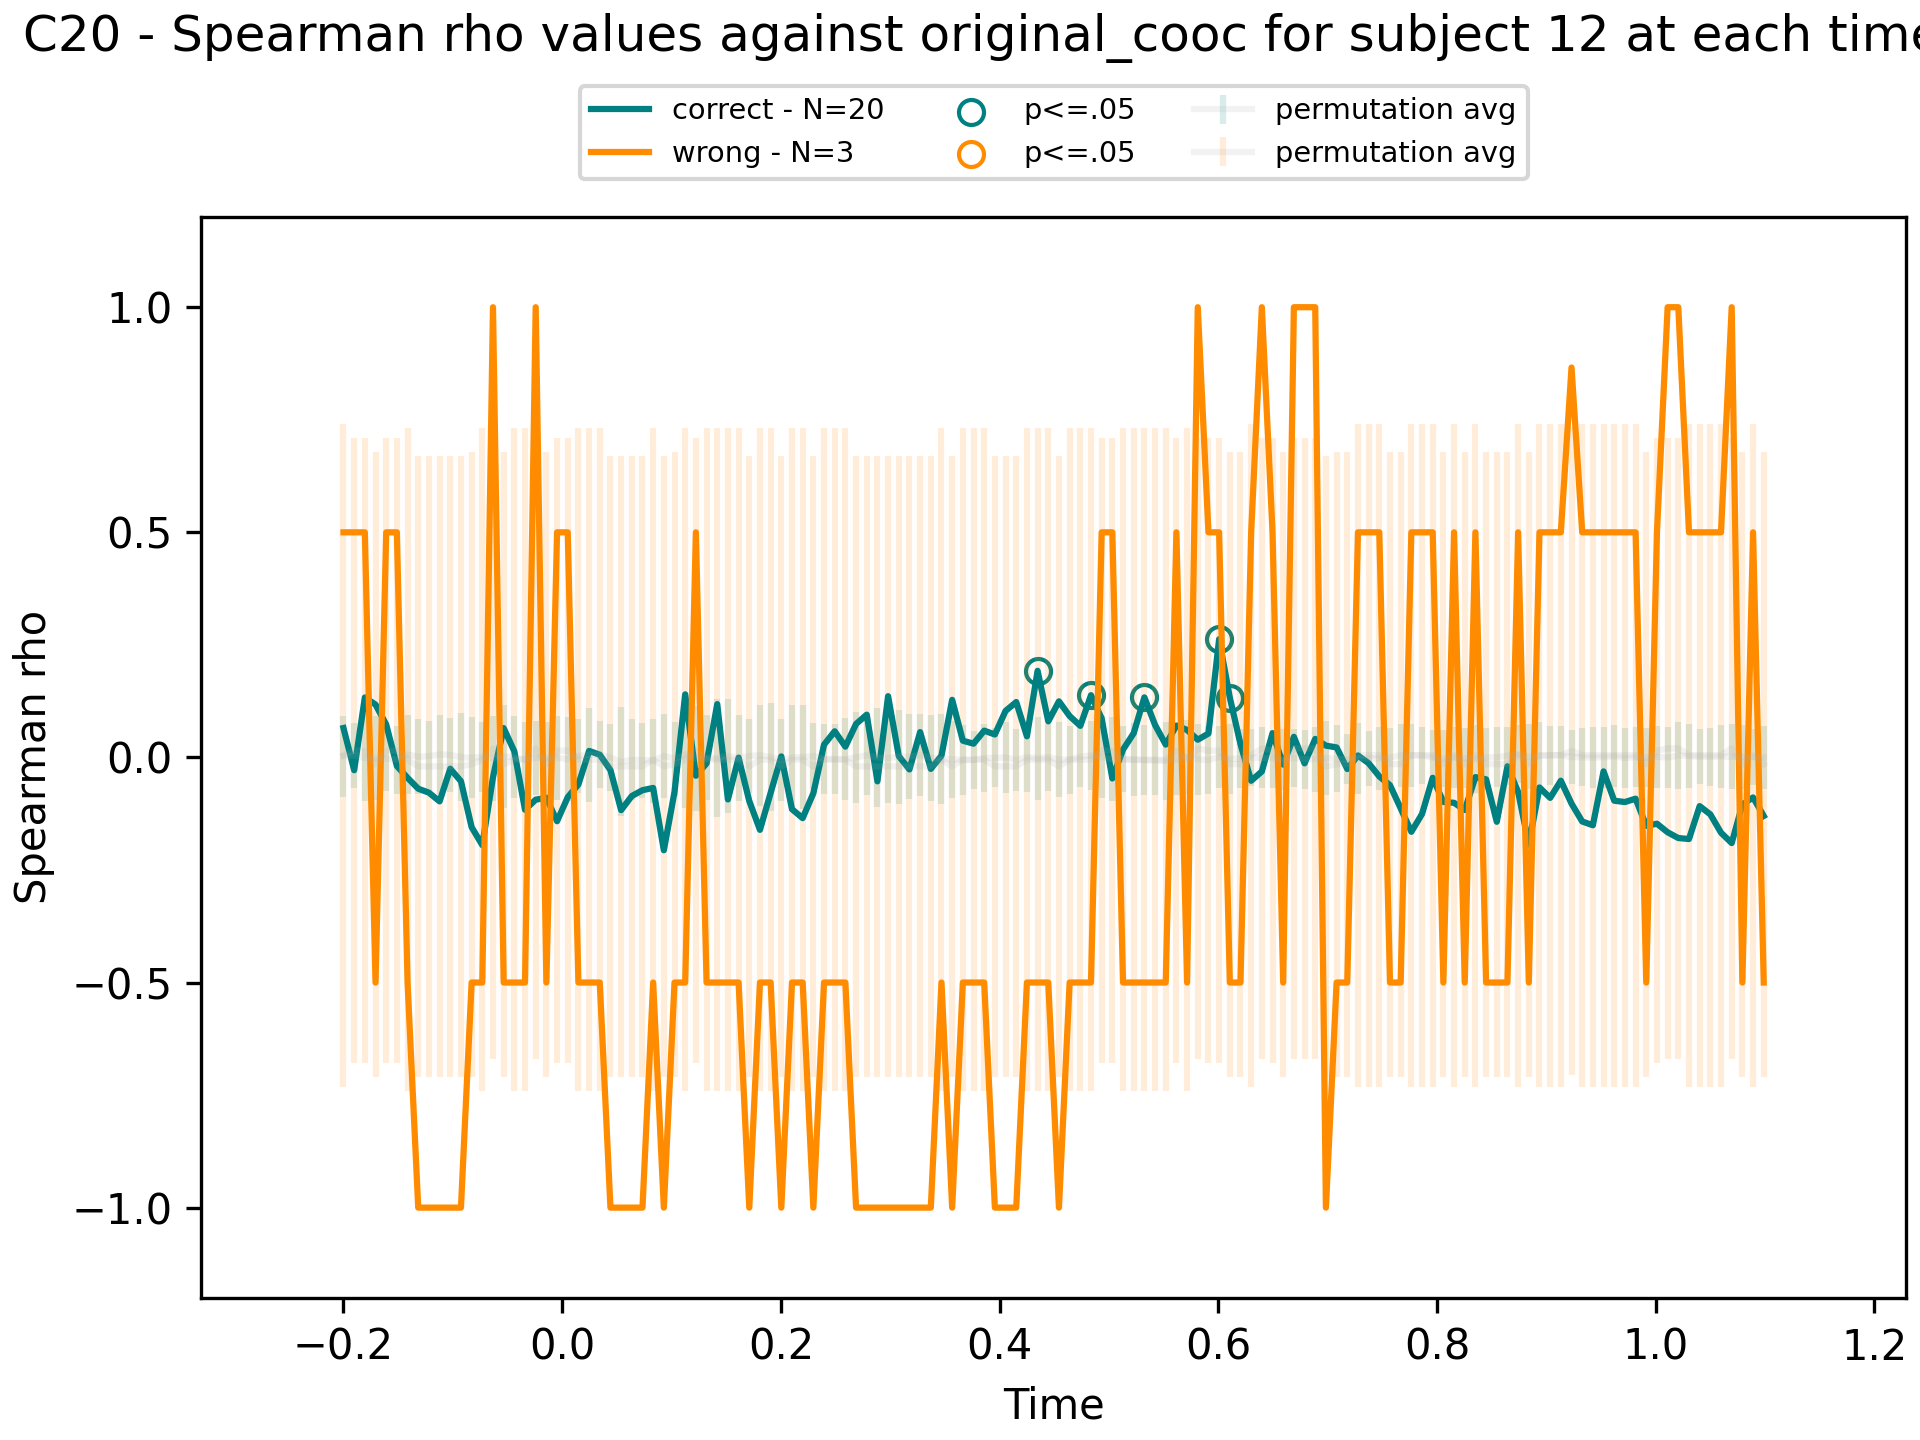 C20 - Spearman rho values against original_cooc for subject 12 at each time
correct - N=20
p<=.05
permutation avg
wrong - N=3
p<=.05
permutation avg
1.0
0.5
0.0
−0.5
−1.0
Spearman rho
−0.2
0.0
0.2
0.4
0.6
0.8
1.0
1.2
Time